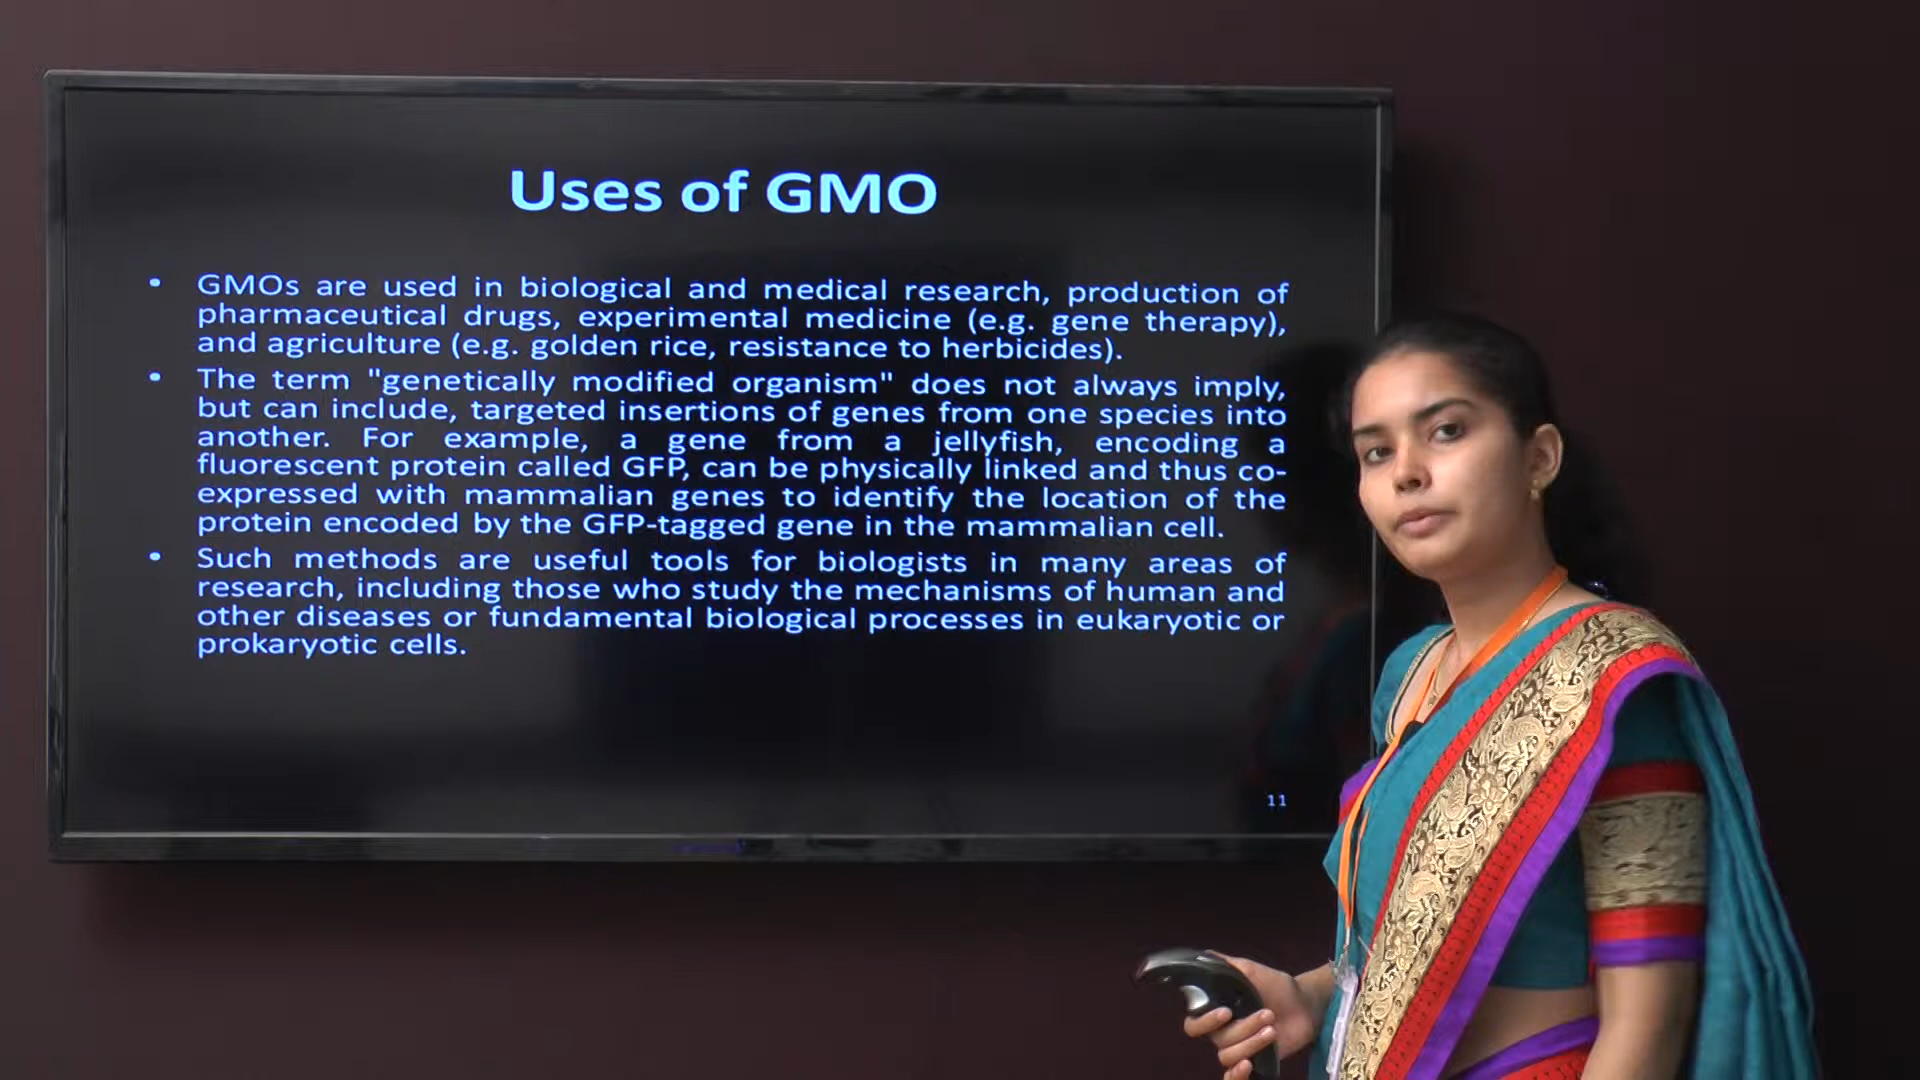 Uses of GMO
• GMOs are used in biological and medical research, production of
pharmaceutical drugs, experimental medicine (e.g. gene therapy),
and agriculture (e.g. golden rice, resistance to herbicides).
• The term "genetically modified organism" does not always imply,
but can include, targeted insertions of genes from one species into
another. For example, a gene from a jellyfish, encoding a
fluorescent protein called GFP, can be physically linked and thus co-
expressed with mammalian genes to identify the location of the
protein encoded by the GFP-tagged gene in the mammalian cell.
• Such methods are useful tools for biologists in many areas of
research, including those who study the mechanisms of human and
other diseases or fundamental biological processes in eukaryotic or
prokaryotic cells.
11